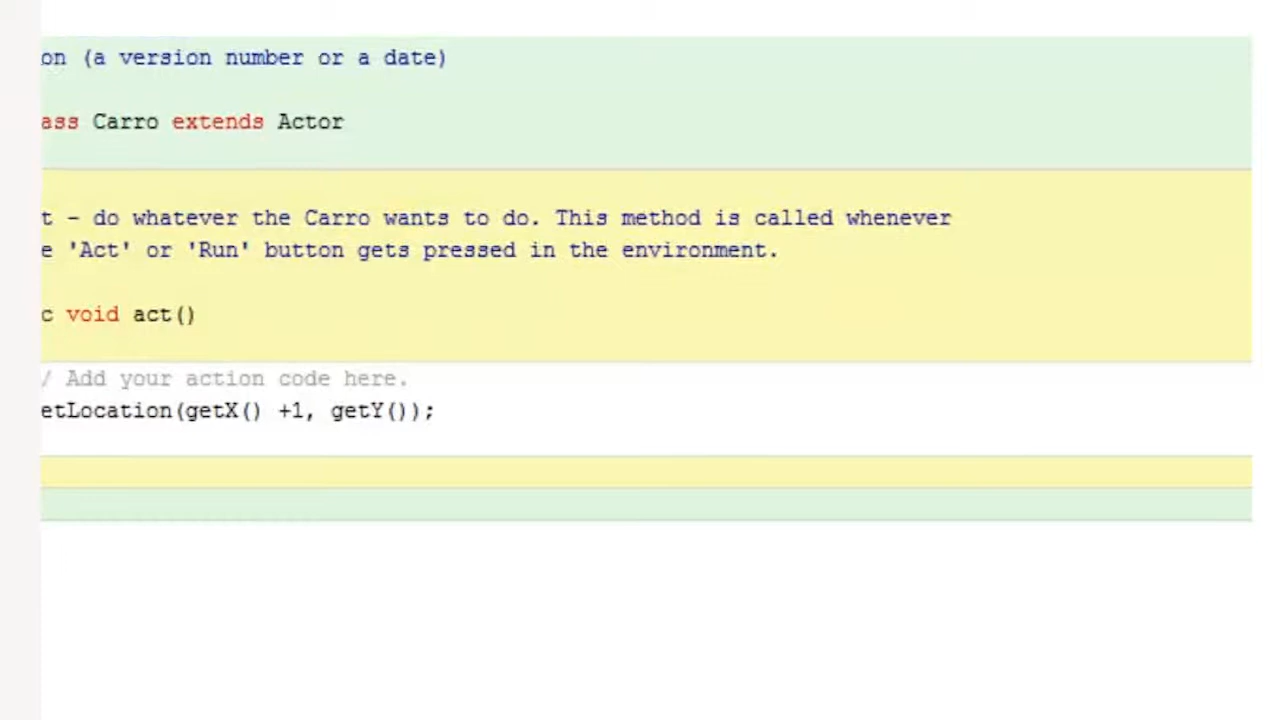 on (a version number or a date)
ass Carro extends Actor
t - do whatever the Carro wants to do. This method is called whenever
e 'Act' or 'Run' button gets pressed in the environment.
c void act()
/ Add your action code here.
etLocation(getX() +1, getY());